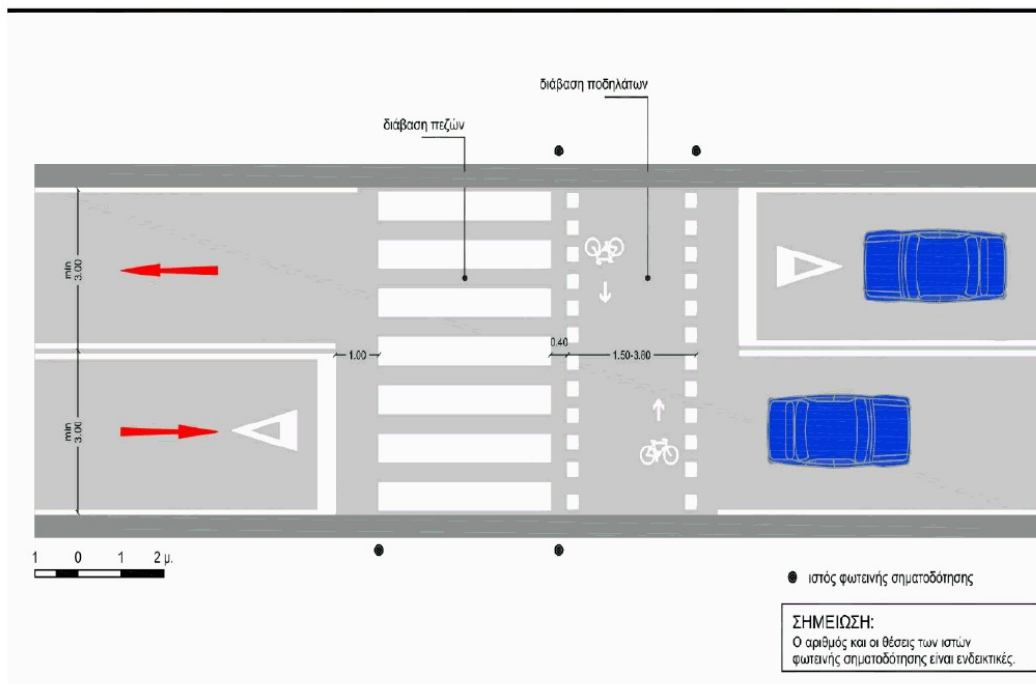 διάβαση ποδηλάτων
διάβαση πεζών
min
3.00
1.00
0.40
1.50-3.80
min
3.00
1 0 1 2 μ.
ιστός φωτεινής σηματοδότησης
ΣΗΜΕΙΩΣΗ:
Ο αριθμός και οι θέσεις των ιστών
φωτεινής σηματοδότησης είναι ενδεικτικές.